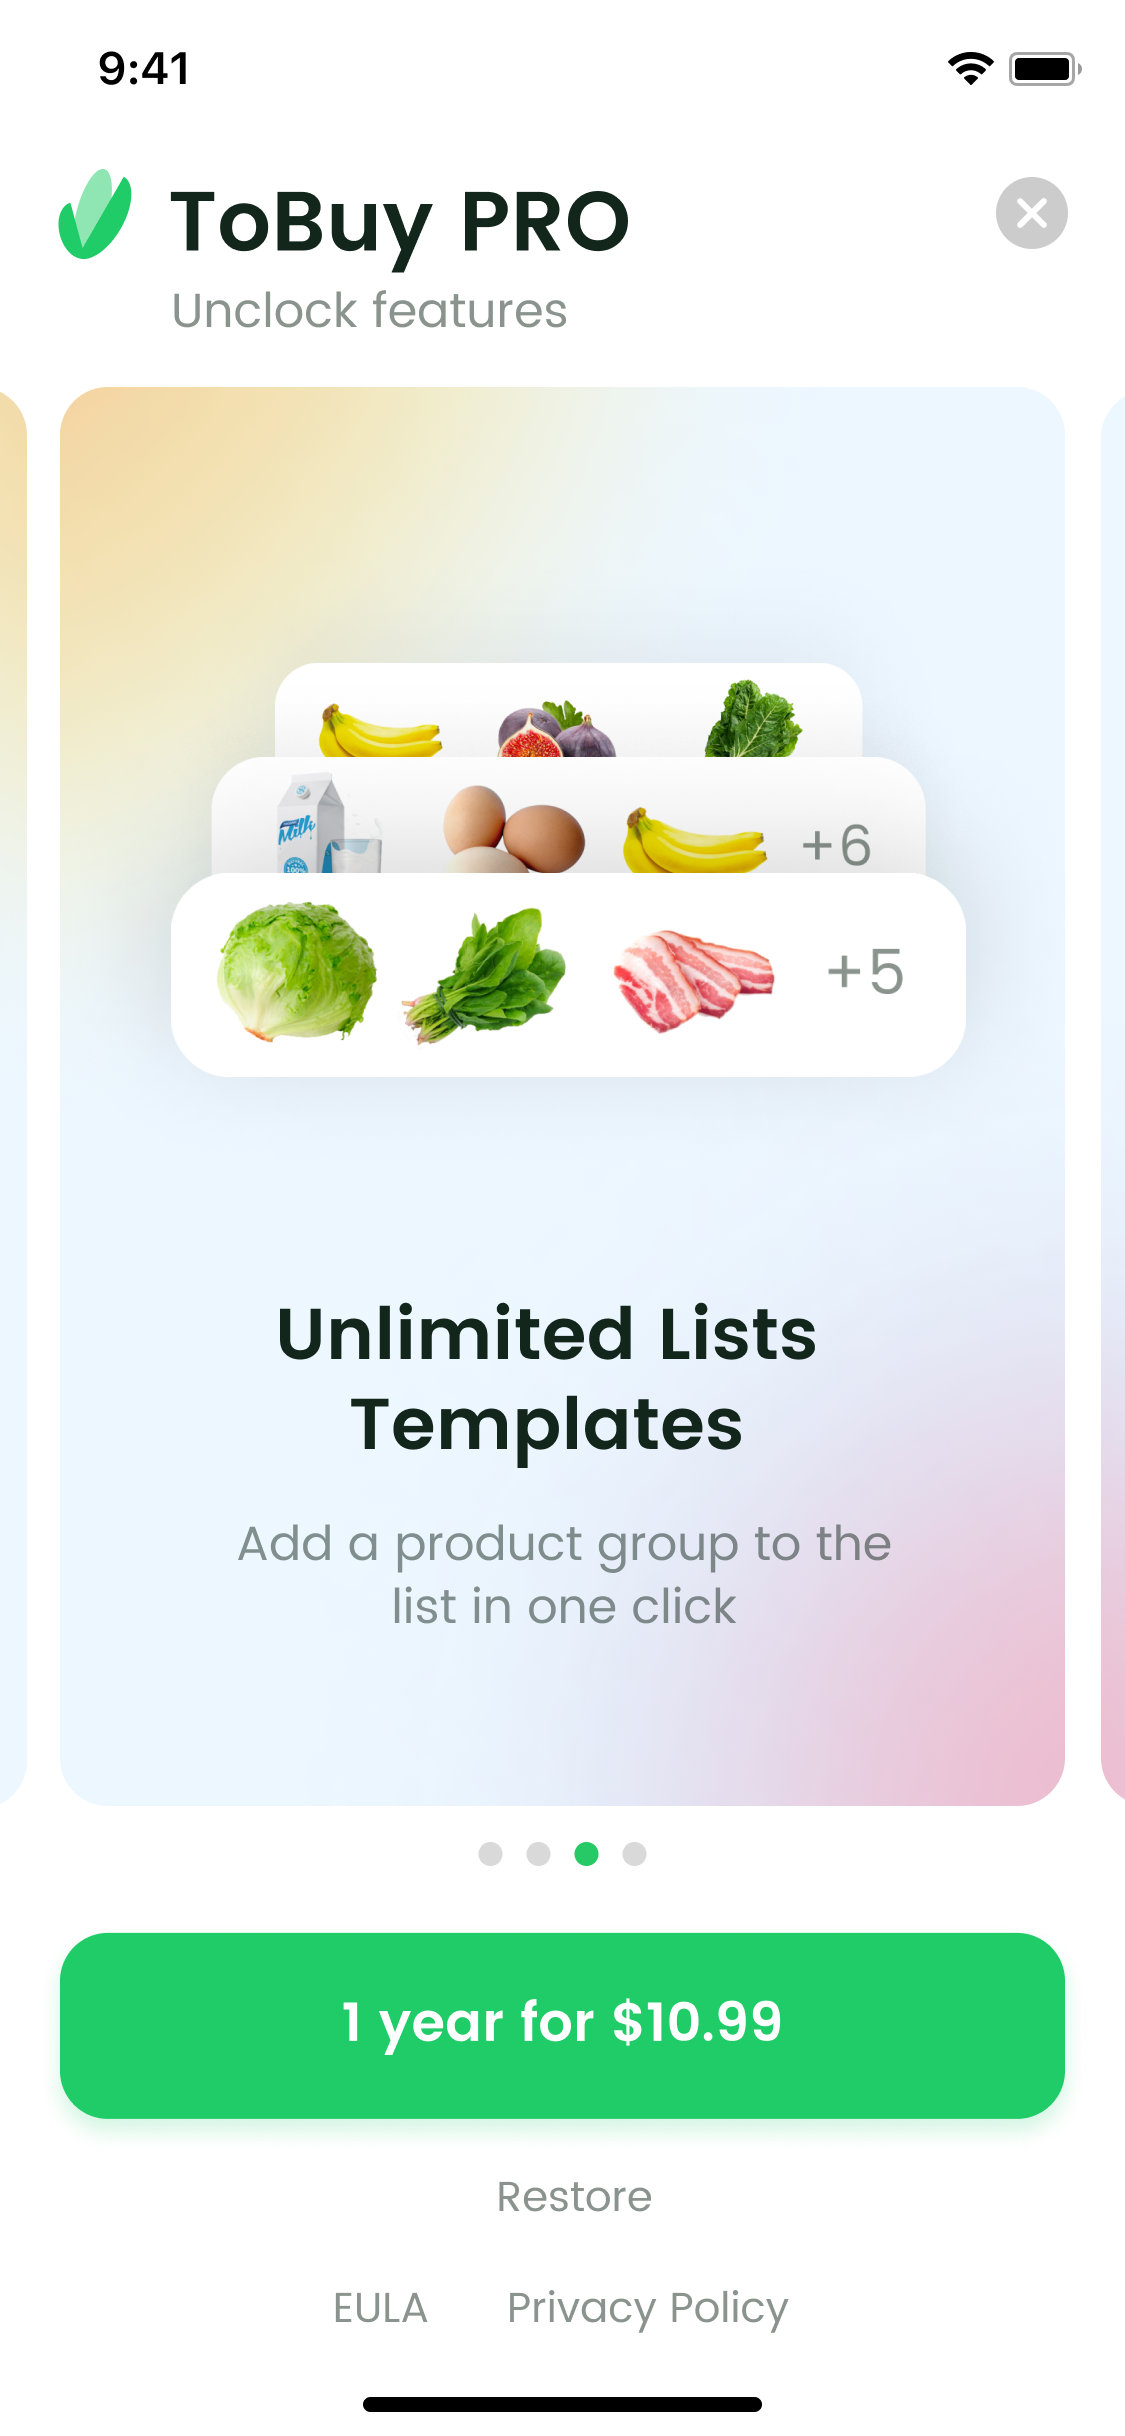 9:41
ToBuy PRO
Unclock features
Milk
100%
+6
+5
Unlimited Lists
Templates
Add a product group to the
list in one click
1 year for $10.99
Restore
EULA Privacy Policy